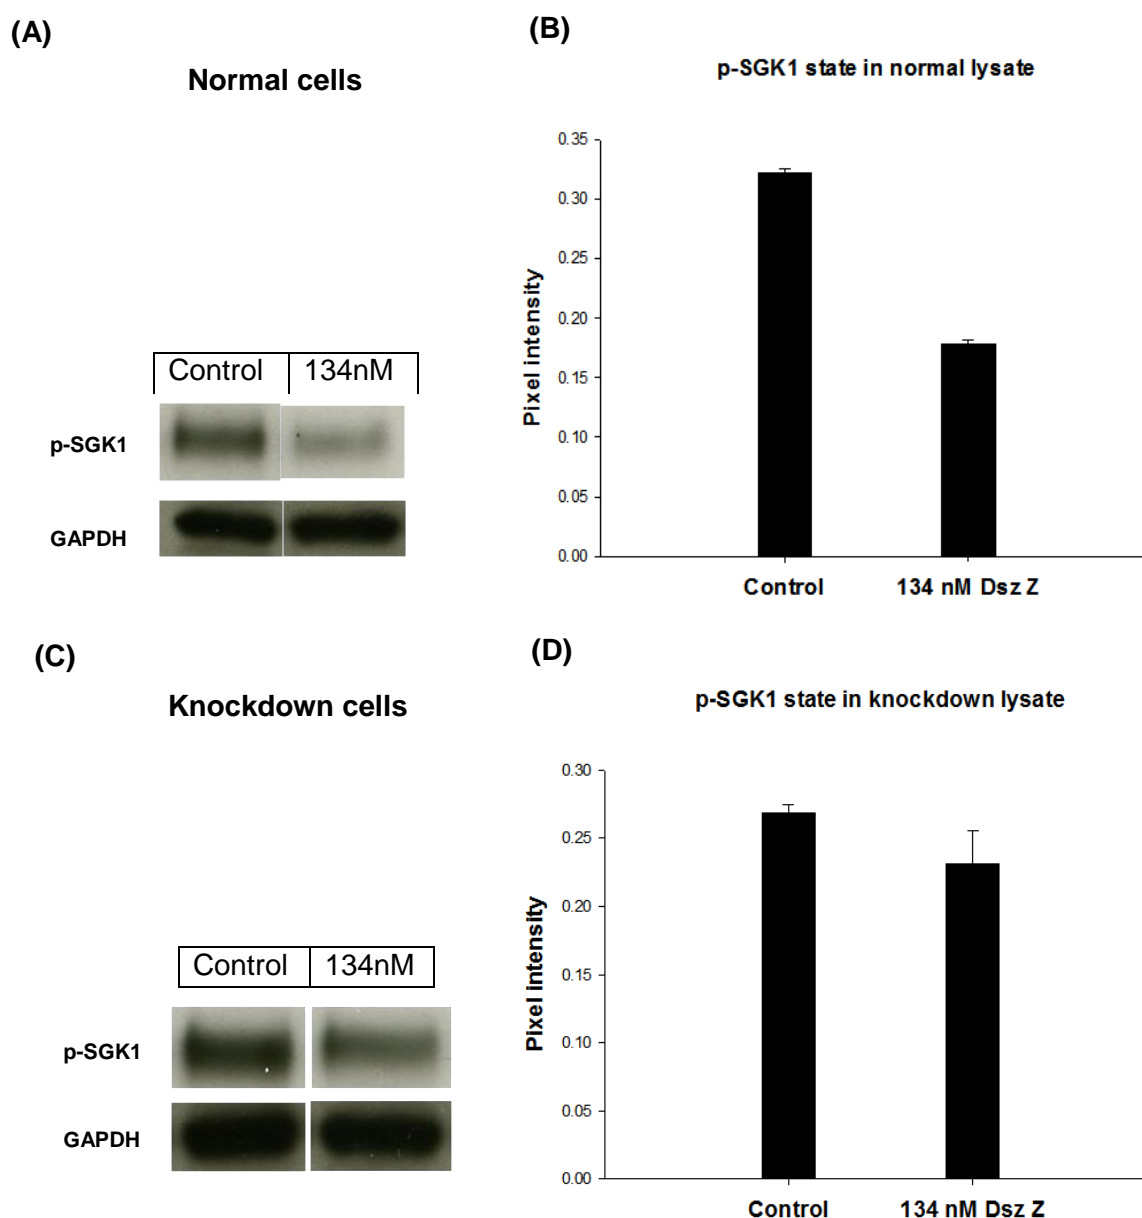 (A)
Normal cells
Control 134nM
p-SGK1
GAPDH
(B)
p-SGK1 state in normal lysate
0.35
0.30
0.25
0.20
0.15
0.10
0.05
0.00
Pixel intensity
Control 134 nM Dsz Z
(C)
Knockdown cells
Control 134nM
p-SGK1
GAPDH
(D)
p-SGK1 state in knockdown lysate
0.30
0.25
0.20
0.15
0.10
0.05
0.00
Pixel intensity
Control 134 nM Dsz Z